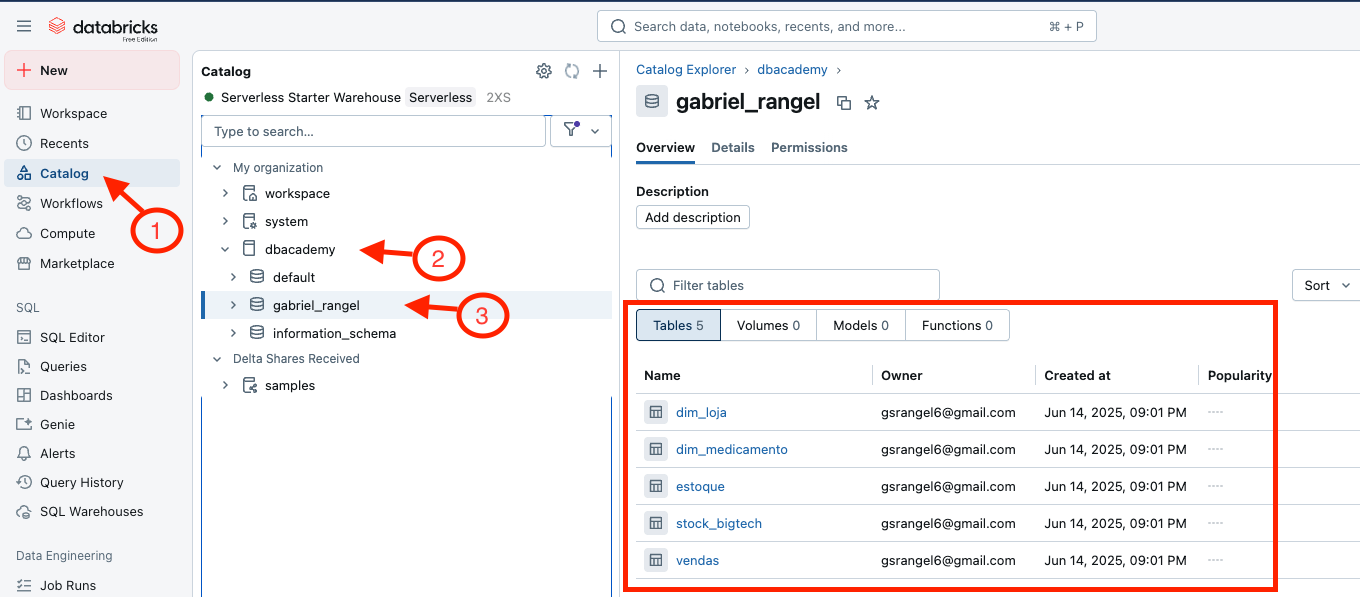 databricks
Free Edition
Search data, notebooks, recents, and more...
⌘ + P
New
Workspace
Recents
Catalog
Workflows
Compute
Marketplace
SQL
SQL Editor
Queries
Dashboards
Genie
Alerts
Query History
SQL Warehouses
Data Engineering
Job Runs
1
Catalog
Serverless Starter Warehouse Serverless 2XS
Type to search...
My organization
workspace
system
dbacademy
2
default
gabriel_rangel
3
information_schema
Delta Shares Received
samples
Catalog Explorer › dbacademy ›
gabriel_rangel
Overview Details Permissions
Description
Add description
Filter tables
Sort
Tables 5 Volumes 0 Models 0 Functions 0
Name Owner Created at Popularity
dim_loja gsrangel6@gmail.com Jun 14, 2025, 09:01 PM ----
dim_medicamento gsrangel6@gmail.com Jun 14, 2025, 09:01 PM ----
estoque gsrangel6@gmail.com Jun 14, 2025, 09:01 PM ----
stock_bigtech gsrangel6@gmail.com Jun 14, 2025, 09:01 PM ----
vendas gsrangel6@gmail.com Jun 14, 2025, 09:01 PM ----